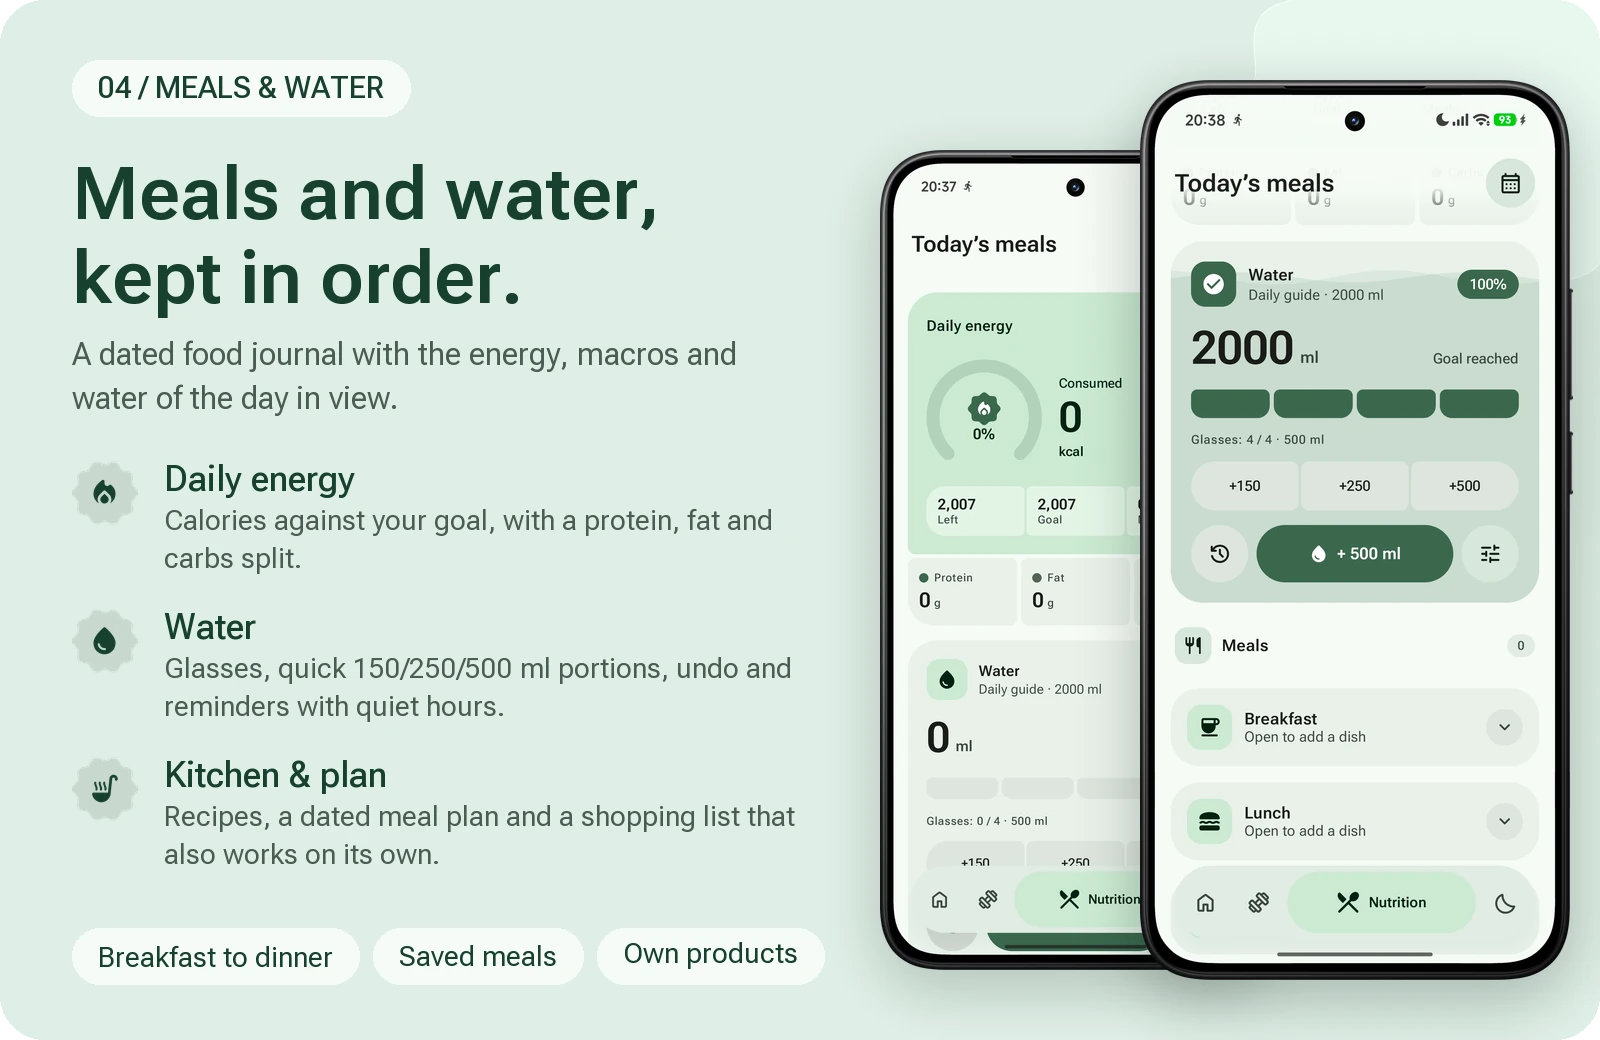 04 / MEALS & WATER
Meals and water,
kept in order.
A dated food journal with the energy, macros and
water of the day in view.
Daily energy
Calories against your goal, with a protein, fat and
carbs split.
Water
Glasses, quick 150/250/500 ml portions, undo and
reminders with quiet hours.
Kitchen & plan
Recipes, a dated meal plan and a shopping list that
also works on its own.
Breakfast to dinner
Saved meals
Own products
20:37
Today's meals
Daily energy
0%
Consumed
0
kcal
2,007
Left
2,007
Goal
Protein
0 g
Fat
0 g
Water
Daily guide · 2000 ml
0 ml
Glasses: 0 / 4 · 500 ml
+150
+250
Nutrition
20:38
93
Today's meals
0 g
0 g
0 g
Water
Daily guide · 2000 ml
100%
2000 ml
Goal reached
Glasses: 4 / 4 · 500 ml
+150
+250
+500
+ 500 ml
Meals
0
Breakfast
Open to add a dish
Lunch
Open to add a dish
Nutrition